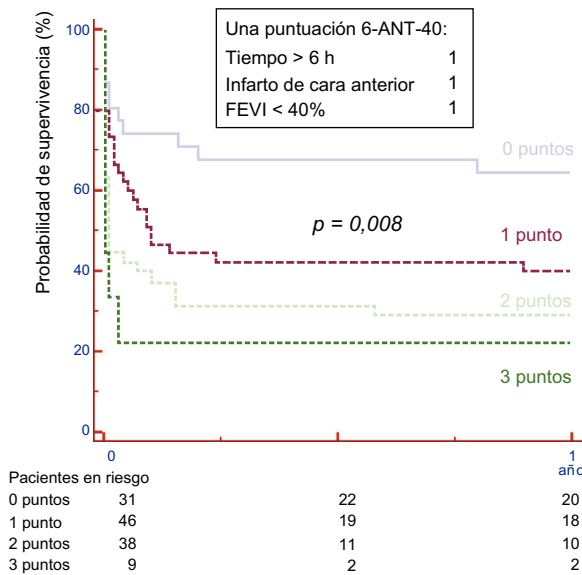 Probabilidad de supervivencia (%)
100
80
60
40
20
0
Una puntuación 6-ANT-40:
Tiempo > 6 h 1
Infarto de cara anterior 1
FEVI < 40% 1
0 puntos
p = 0,008
1 punto
2 puntos
3 puntos
0 1
año
Pacientes en riesgo
0 puntos 31 22 20
1 punto 46 19 18
2 puntos 38 11 10
3 puntos 9 2 2